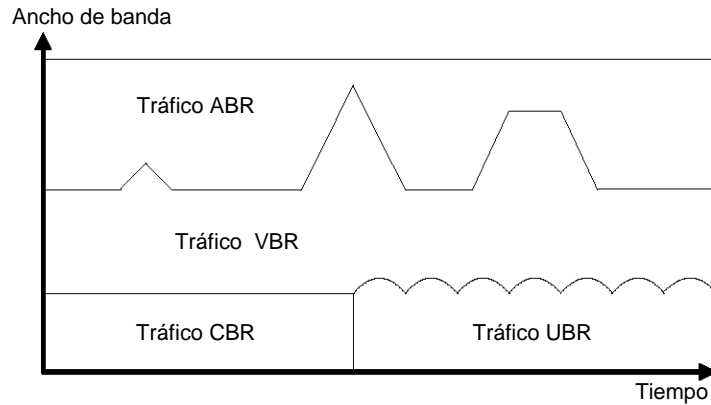 Ancho de banda
Tráfico ABR
Tráfico VBR
Tráfico CBR
Tráfico UBR
Tiempo